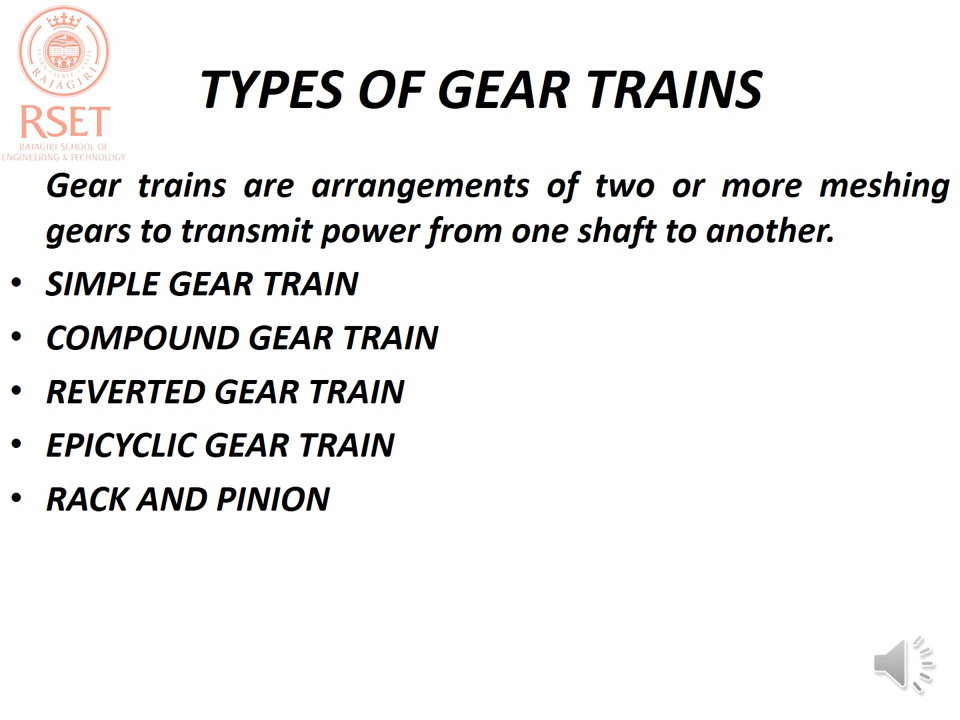 RAJAGIRI
RSET
RAJAGIRI SCHOOL OF
ENGINEERING & TECHNOLOGY
TYPES OF GEAR TRAINS
Gear trains are arrangements of two or more meshing
gears to transmit power from one shaft to another.
• SIMPLE GEAR TRAIN
• COMPOUND GEAR TRAIN
• REVERTED GEAR TRAIN
• EPICYCLIC GEAR TRAIN
• RACK AND PINION